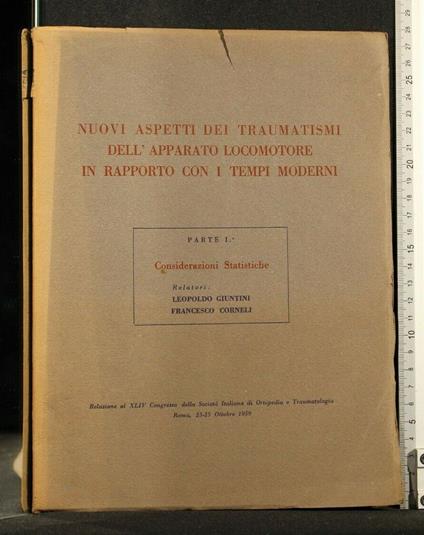 NUOVI ASPETTI DEI TRAUMATISMI
DELL'APPARATO LOCOMOTORE
IN RAPPORTO CON I TEMPI MODERNI
PARTE I.ª
Considerazioni Statistiche
Relatori:
LEOPOLDO GIUNTINI
FRANCESCO CORNELI
Relazione al XLIV Congresso della Società Italiana di Ortopedia e Traumatologia
Roma, 23-25 Ottobre 1959